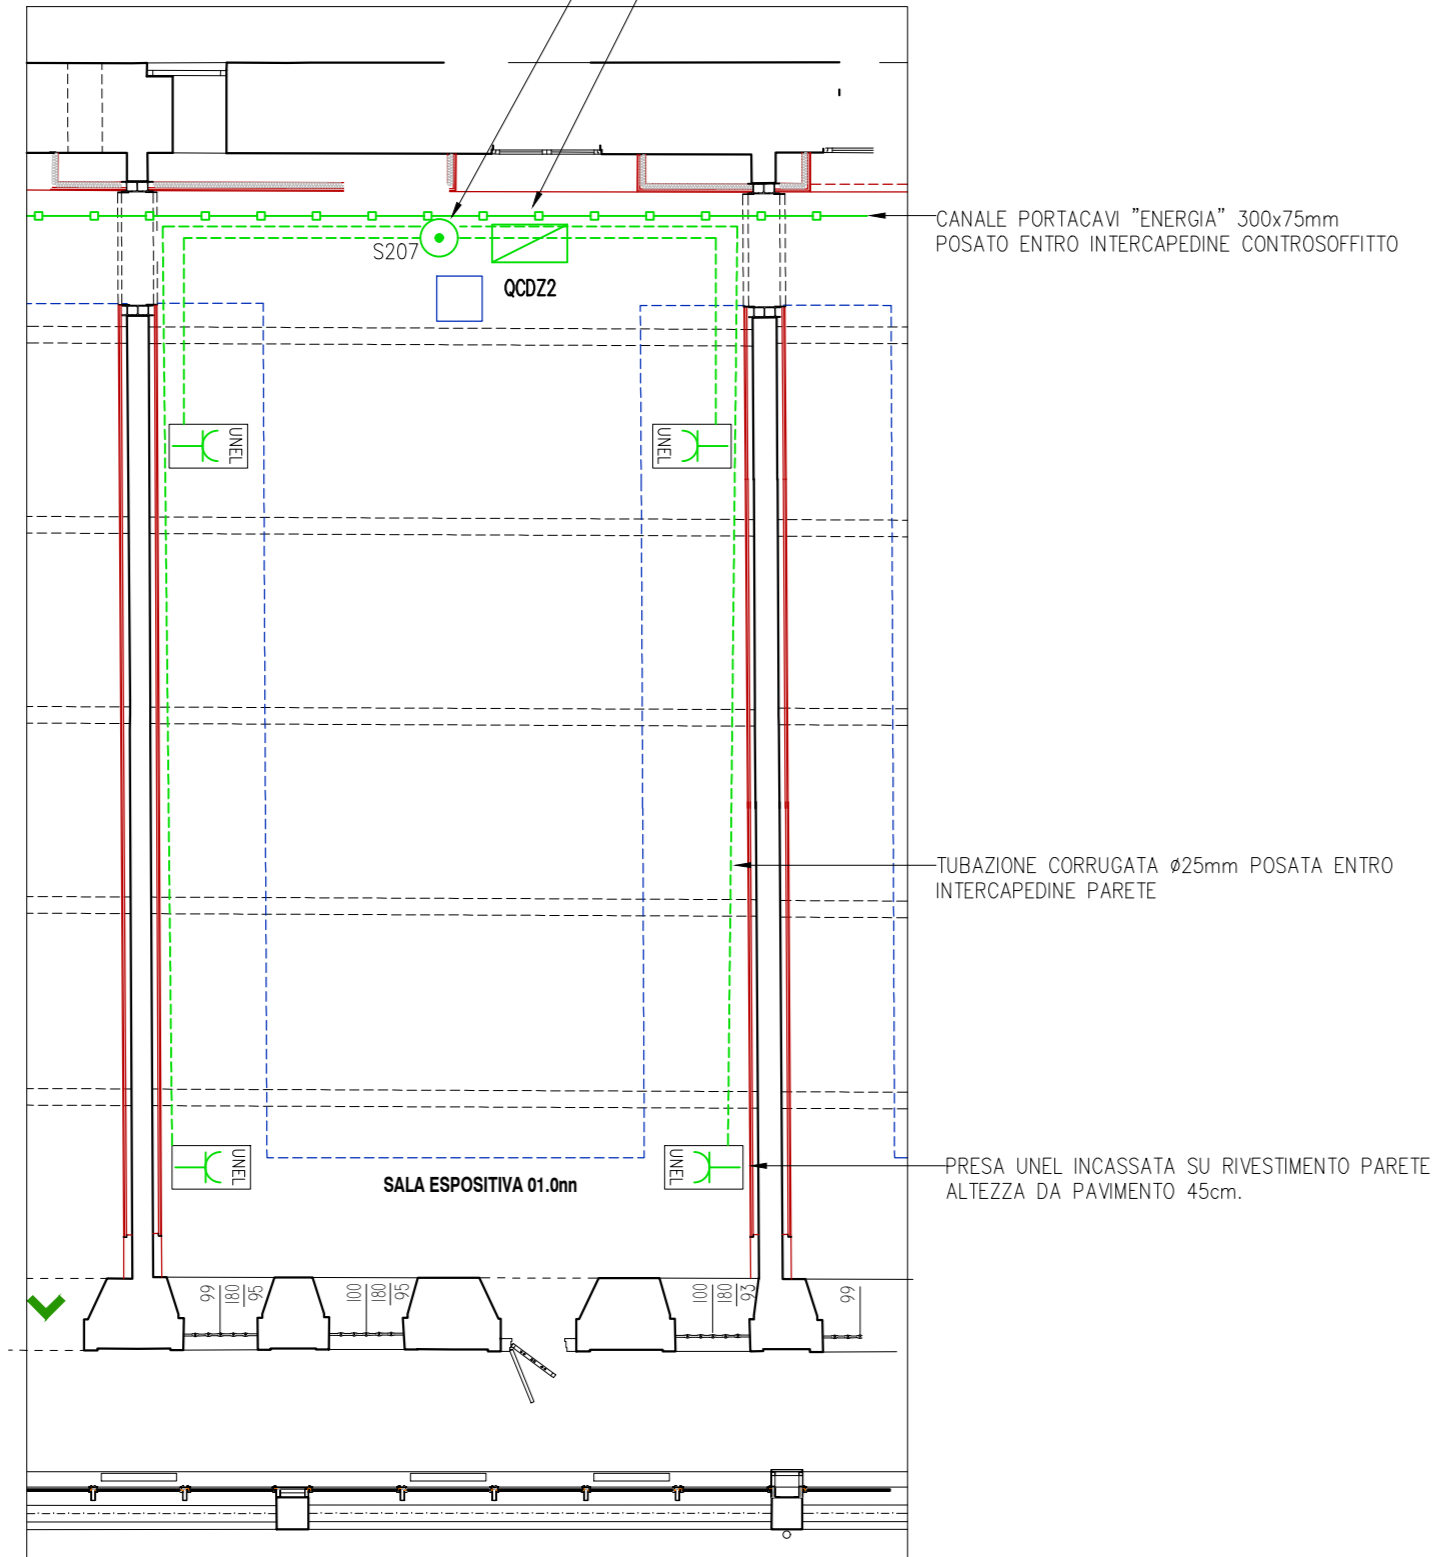 CANALE PORTACAVI "ENERGIA" 300x75mm
POSATO ENTRO INTERCAPEDINE CONTROSOFFITTO
S207
QCDZ2
UNEL
UNEL
TUBAZIONE CORRUGATA ø25mm POSATA ENTRO
INTERCAPEDINE PARETE
UNEL
UNEL
PRESA UNEL INCASSATA SU RIVESTIMENTO PARETE
ALTEZZA DA PAVIMENTO 45cm.
SALA ESPOSITIVA 01.0nn
99
180
95
100
180
95
100
180
93
99